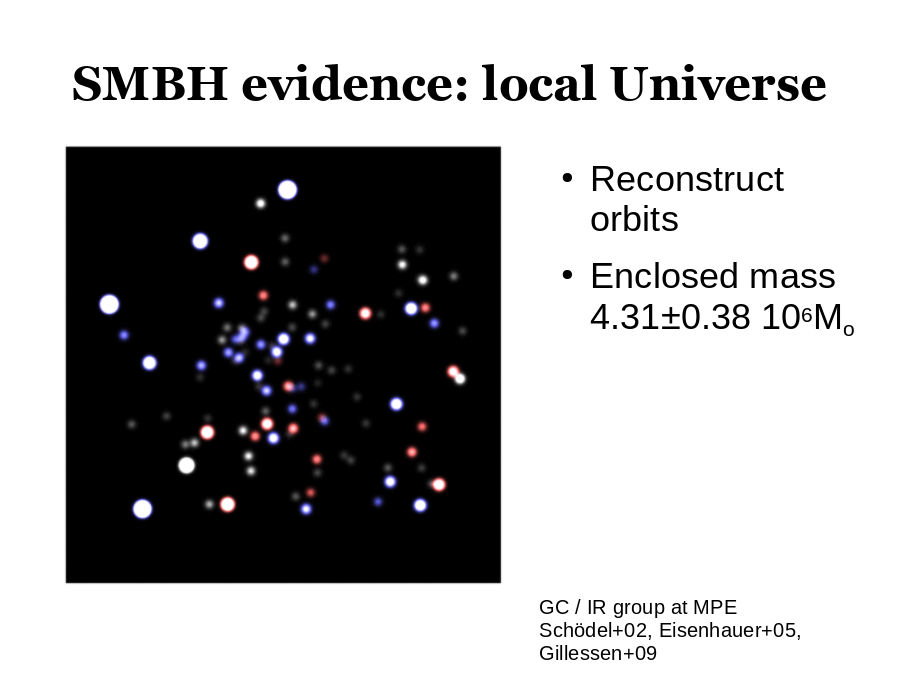 SMBH evidence: local Universe
• Reconstruct
orbits
• Enclosed mass
4.31±0.38 10⁶Mₒ
GC / IR group at MPE
Schödel+02, Eisenhauer+05,
Gillessen+09